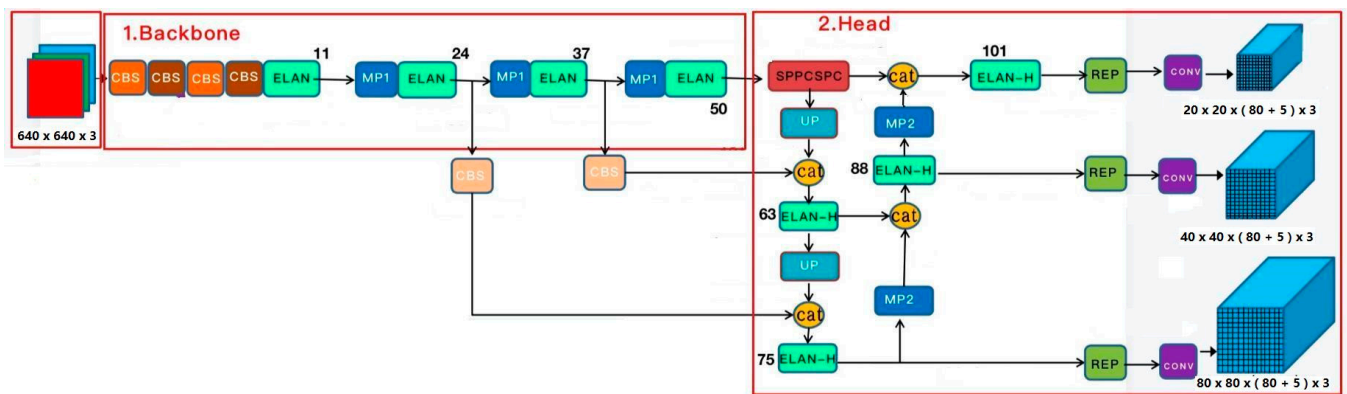 1.Backbone
2.Head
640 x 640 x 3
CBS
CBS
CBS
CBS
ELAN
11
MP1
ELAN
24
MP1
ELAN
37
MP1
ELAN
50
CBS
CBS
SPPCSPC
cat
101
ELAN-H
REP
CONV
20 x 20 x ( 80 + 5 ) x 3
UP
MP2
cat
88
ELAN-H
REP
CONV
40 x 40 x ( 80 + 5 ) x 3
63
ELAN-H
cat
UP
MP2
cat
75
ELAN-H
REP
CONV
80 x 80 x ( 80 + 5 ) x 3